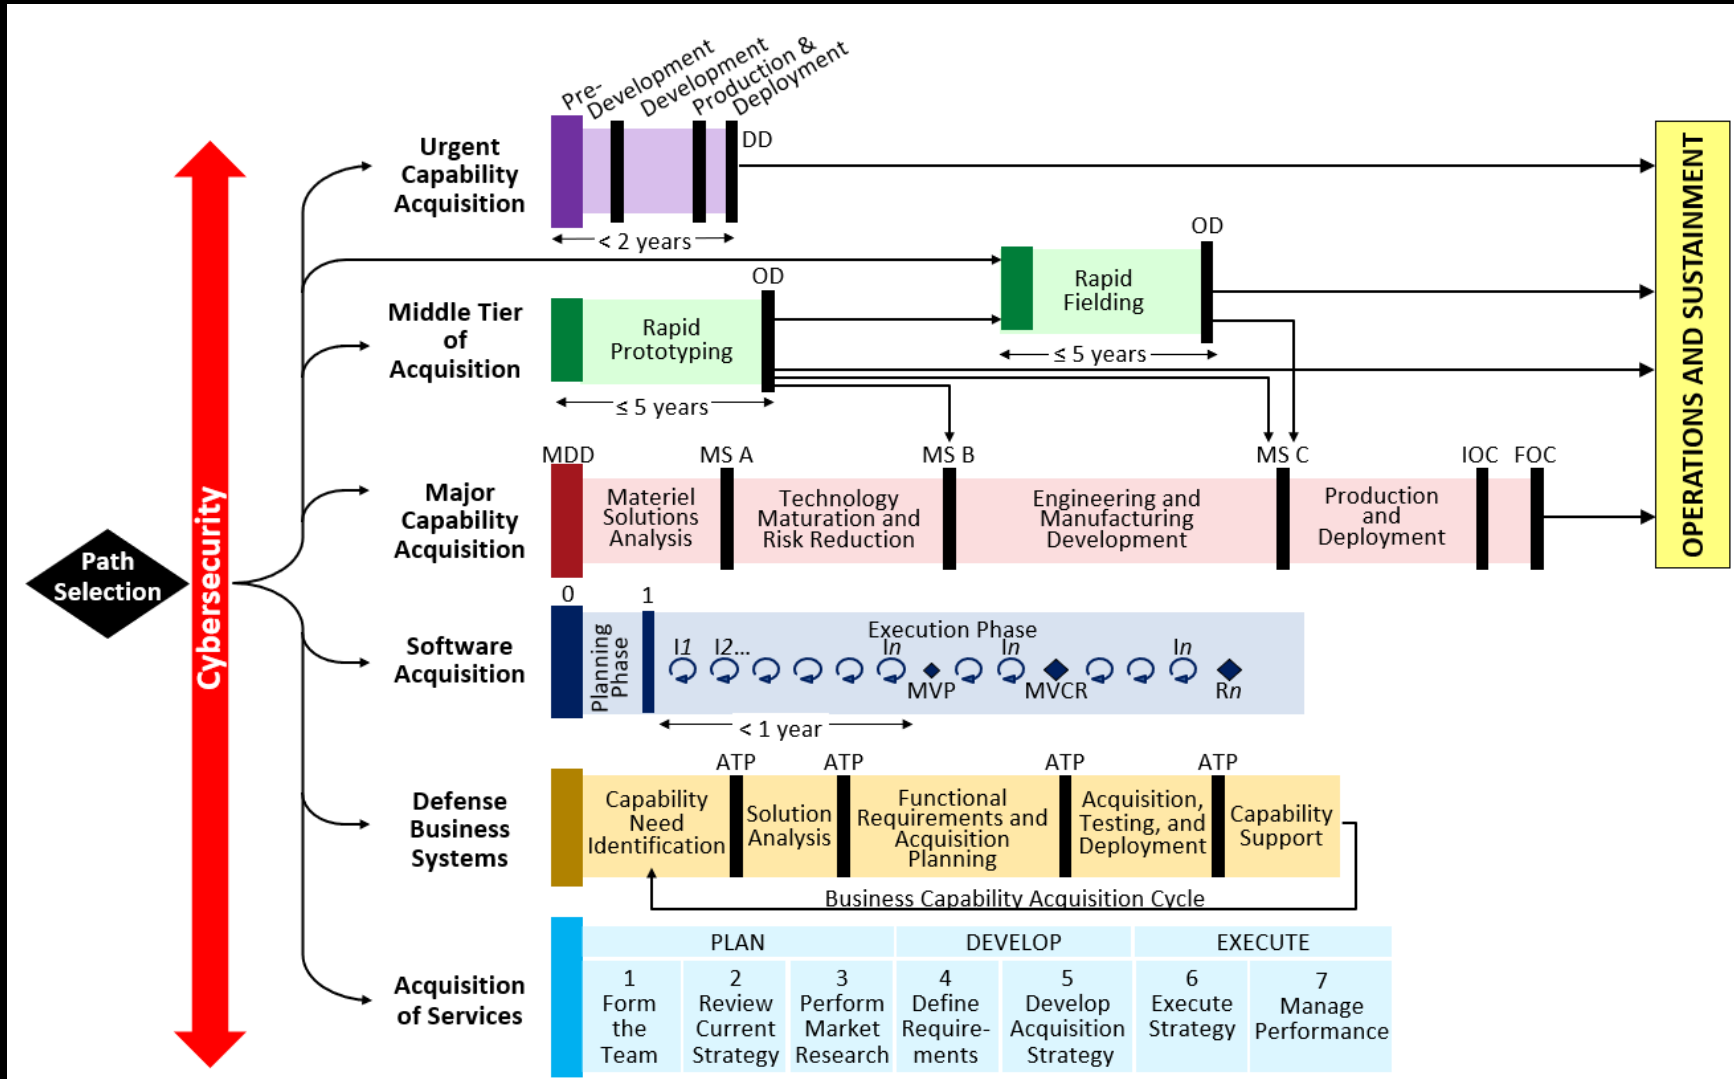 Pre-
Development
Development
Production &
Deployment
Urgent
Capability
Acquisition
DD
< 2 years
OD
Rapid
Fielding
≤ 5 years
OD
Middle Tier
of
Acquisition
Rapid
Prototyping
≤ 5 years
OPERATIONS AND SUSTAINMENT
Path
Selection
Cybersecurity
MDD
MS A
MS B
MS C
IOC
FOC
Major
Capability
Acquisition
Materiel
Solutions
Analysis
Technology
Maturation and
Risk Reduction
Engineering and
Manufacturing
Development
Production
and
Deployment
0
1
Software
Acquisition
Planning
Phase
Execution Phase
I1
I2...
In
In
In
MVP
MVCR
Rn
< 1 year
ATP
ATP
ATP
ATP
Defense
Business
Systems
Capability
Need
Identification
Solution
Analysis
Functional
Requirements and
Acquisition
Planning
Acquisition,
Testing, and
Deployment
Capability
Support
Business Capability Acquisition Cycle
Acquisition
of Services
PLAN
DEVELOP
EXECUTE
1
Form
the
Team
2
Review
Current
Strategy
3
Perform
Market
Research
4
Define
Require-
ments
5
Develop
Acquisition
Strategy
6
Execute
Strategy
7
Manage
Performance